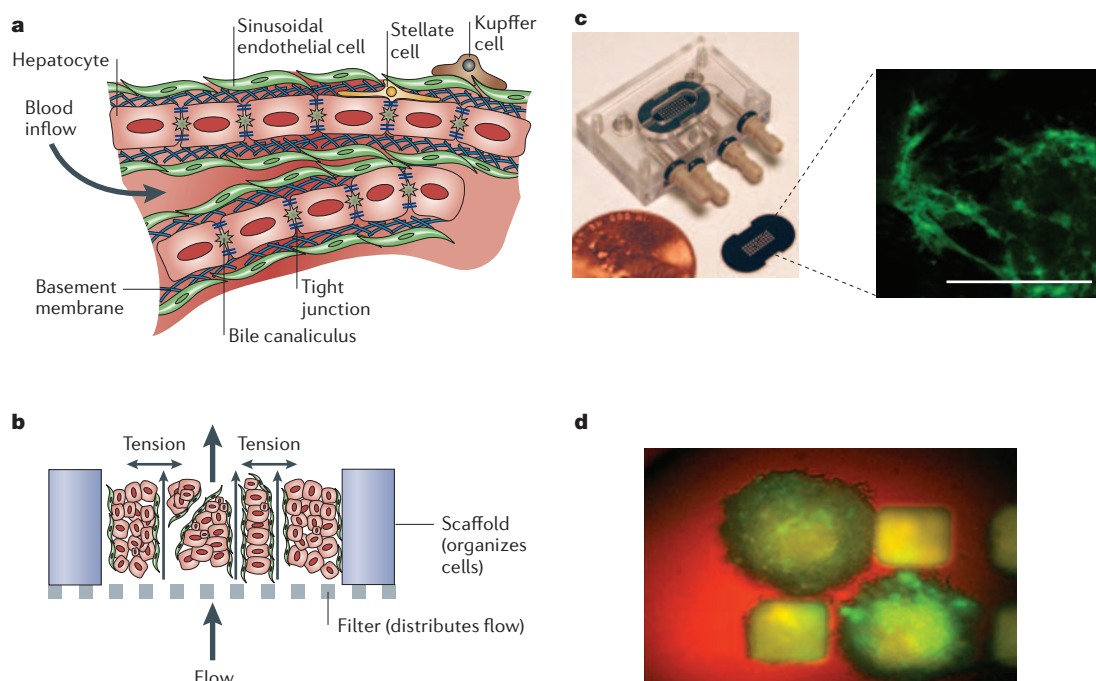 a
Sinusoidal
endothelial cell
Stellate
cell
Kupffer
cell
Hepatocyte
Blood
inflow
Basement
membrane
Tight
junction
Bile canaliculus
b
Tension
Tension
Scaffold
(organizes
cells)
Filter (distributes flow)
Flow
c
d